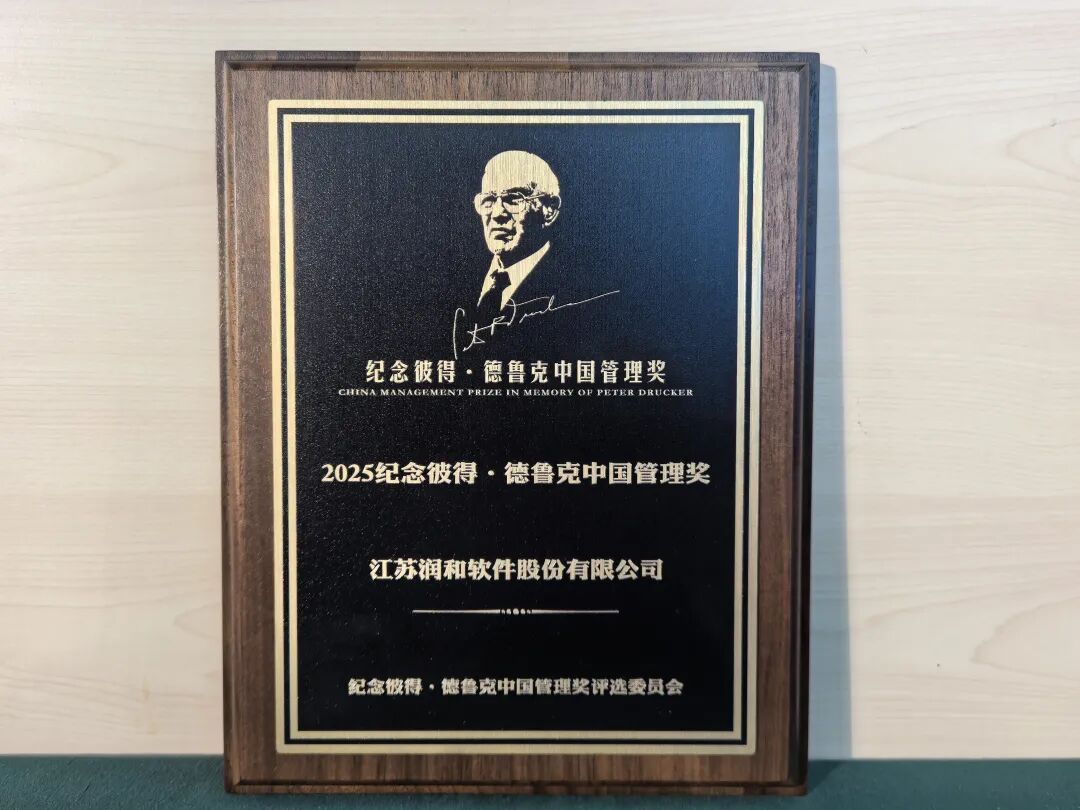 Peter F. Drucker
纪念彼得·德鲁克中国管理奖
CHINA MANAGEMENT PRIZE IN MEMORY OF PETER DRUCKER
2025纪念彼得·德鲁克中国管理奖
江苏润和软件股份有限公司
纪念彼得·德鲁克中国管理奖评选委员会